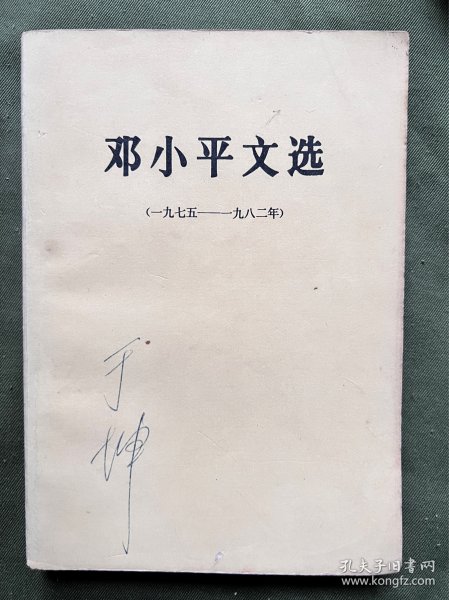 邓小平文选
(一九七五——一九八二年)
于
坤
孔夫子旧书网
www.kongfz.com